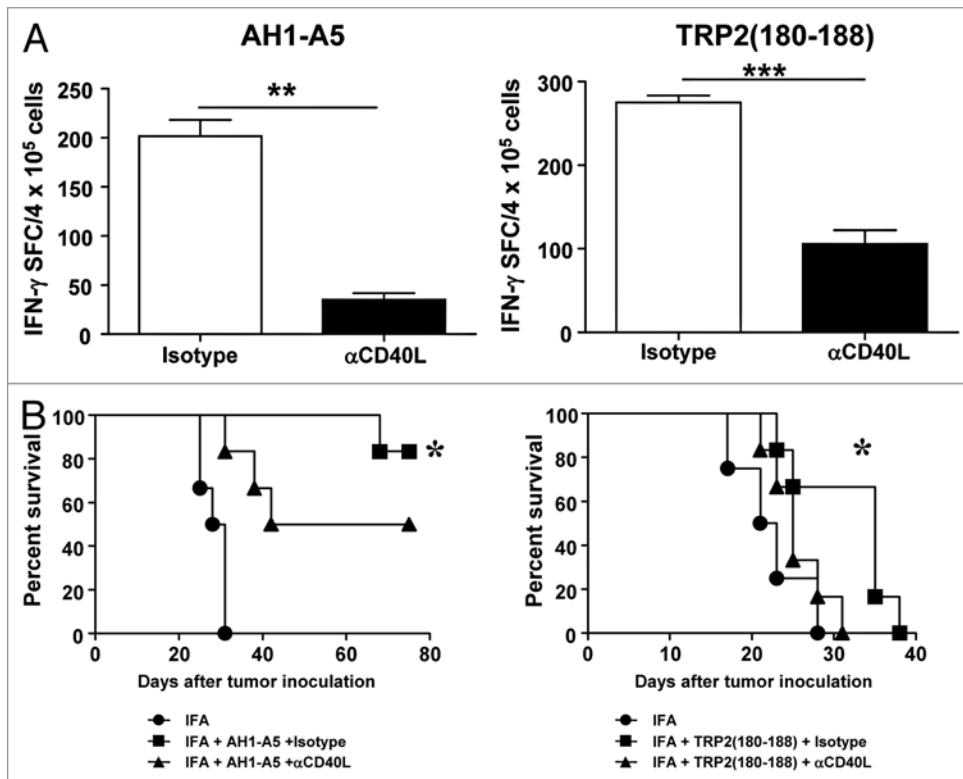 A
AH1-A5
TRP2(180-188)
IFN-γ SFC/4 x 10⁵ cells
250
200
150
100
50
0
**
Isotype
αCD40L
IFN-γ SFC/4 x 10⁵ cells
300
200
100
0
***
Isotype
αCD40L
B
Percent survival
100
80
60
40
20
0
*
0
20
40
60
80
Days after tumor inoculation
IFA
IFA + AH1-A5 +Isotype
IFA + AH1-A5 +αCD40L
Percent survival
100
80
60
40
20
0
*
0
10
20
30
40
Days after tumor inoculation
IFA
IFA + TRP2(180-188) + Isotype
IFA + TRP2(180-188) + αCD40L